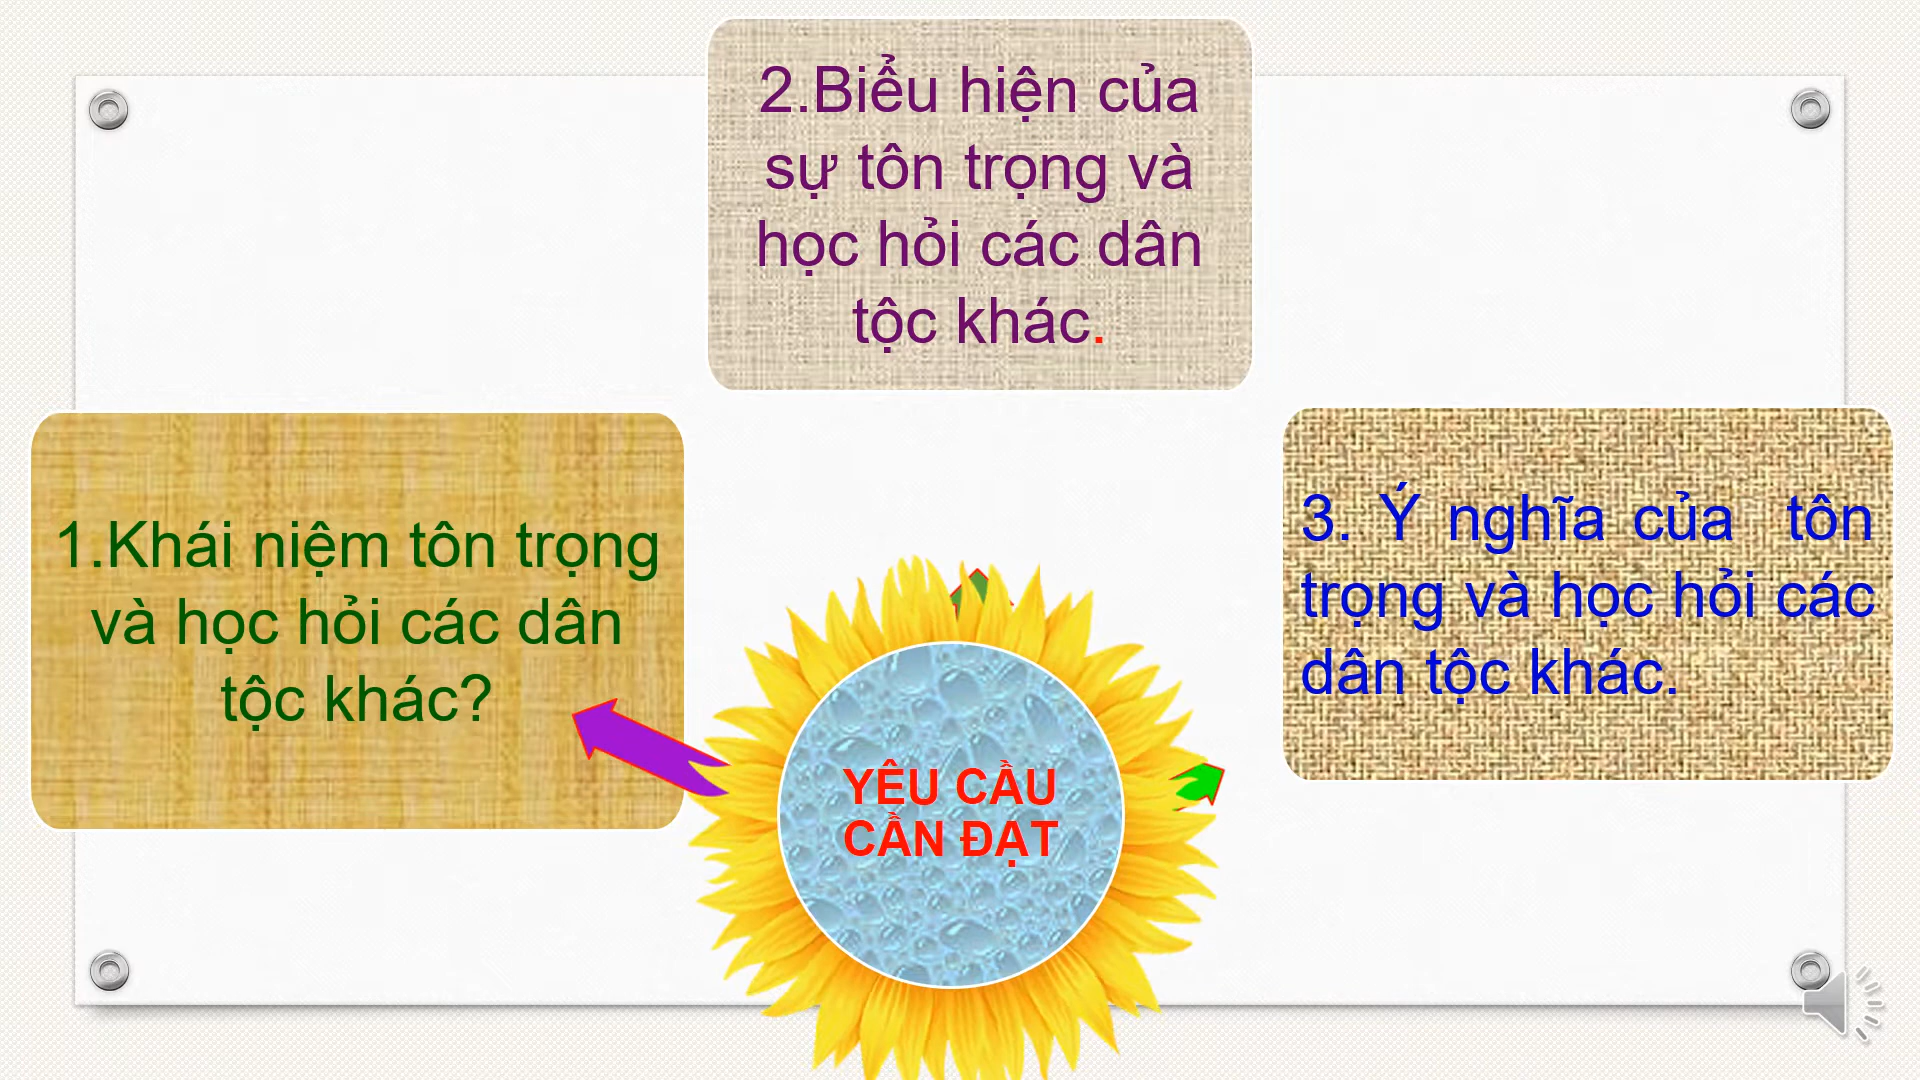 2.Biểu hiện của
sự tôn trọng và
học hỏi các dân
tộc khác.
1.Khái niệm tôn trọng
và học hỏi các dân
tộc khác?
3. Ý nghĩa của tôn
trọng và học hỏi các
dân tộc khác.
YÊU CẦU
CẦN ĐẠT